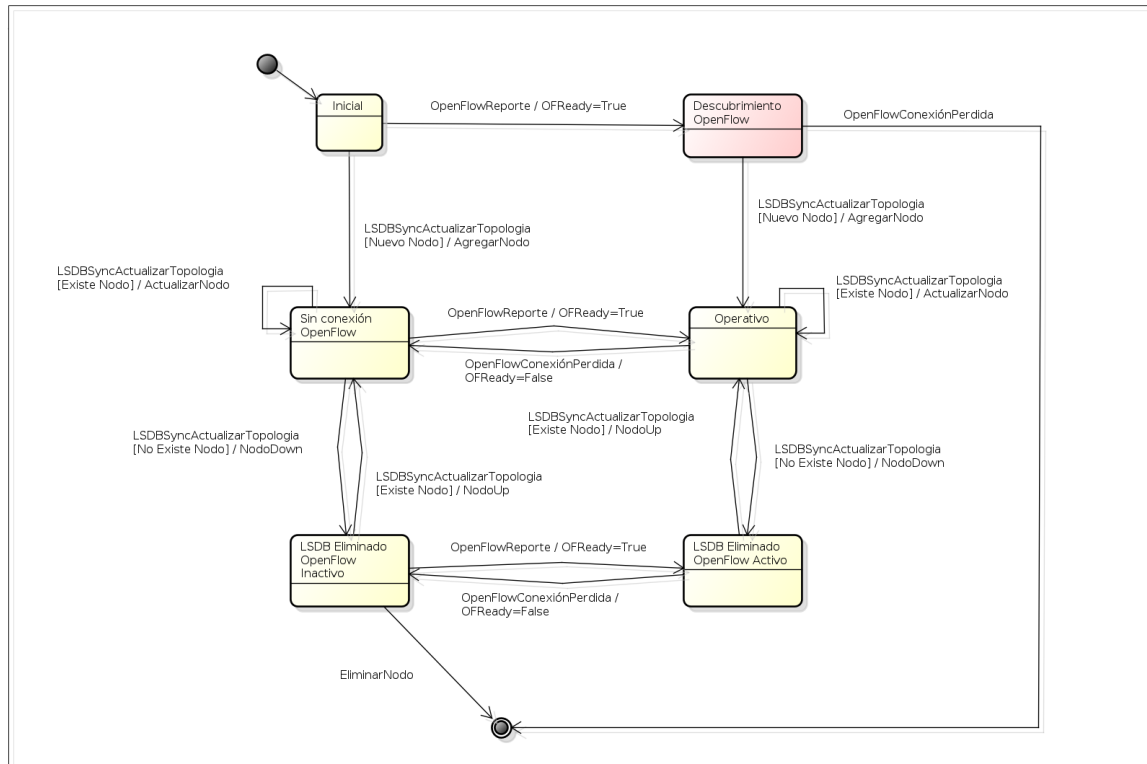 Inicial
OpenFlowReporte / OFReady=True
Descubrimiento
OpenFlow
OpenFlowConexiónPerdida
LSDBSyncActualizarTopologia
[Nuevo Nodo] / AgregarNodo
LSDBSyncActualizarTopologia
[Nuevo Nodo] / AgregarNodo
LSDBSyncActualizarTopologia
[Existe Nodo] / ActualizarNodo
LSDBSyncActualizarTopologia
[Existe Nodo] / ActualizarNodo
Sin conexión
OpenFlow
OpenFlowReporte / OFReady=True
Operativo
OpenFlowConexiónPerdida /
OFReady=False
LSDBSyncActualizarTopologia
[No Existe Nodo] / NodoDown
LSDBSyncActualizarTopologia
[Existe Nodo] / NodoUp
LSDBSyncActualizarTopologia
[Existe Nodo] / NodoUp
LSDBSyncActualizarTopologia
[No Existe Nodo] / NodoDown
LSDB Eliminado
OpenFlow
Inactivo
OpenFlowReporte / OFReady=True
LSDB Eliminado
OpenFlow Activo
OpenFlowConexiónPerdida /
OFReady=False
EliminarNodo